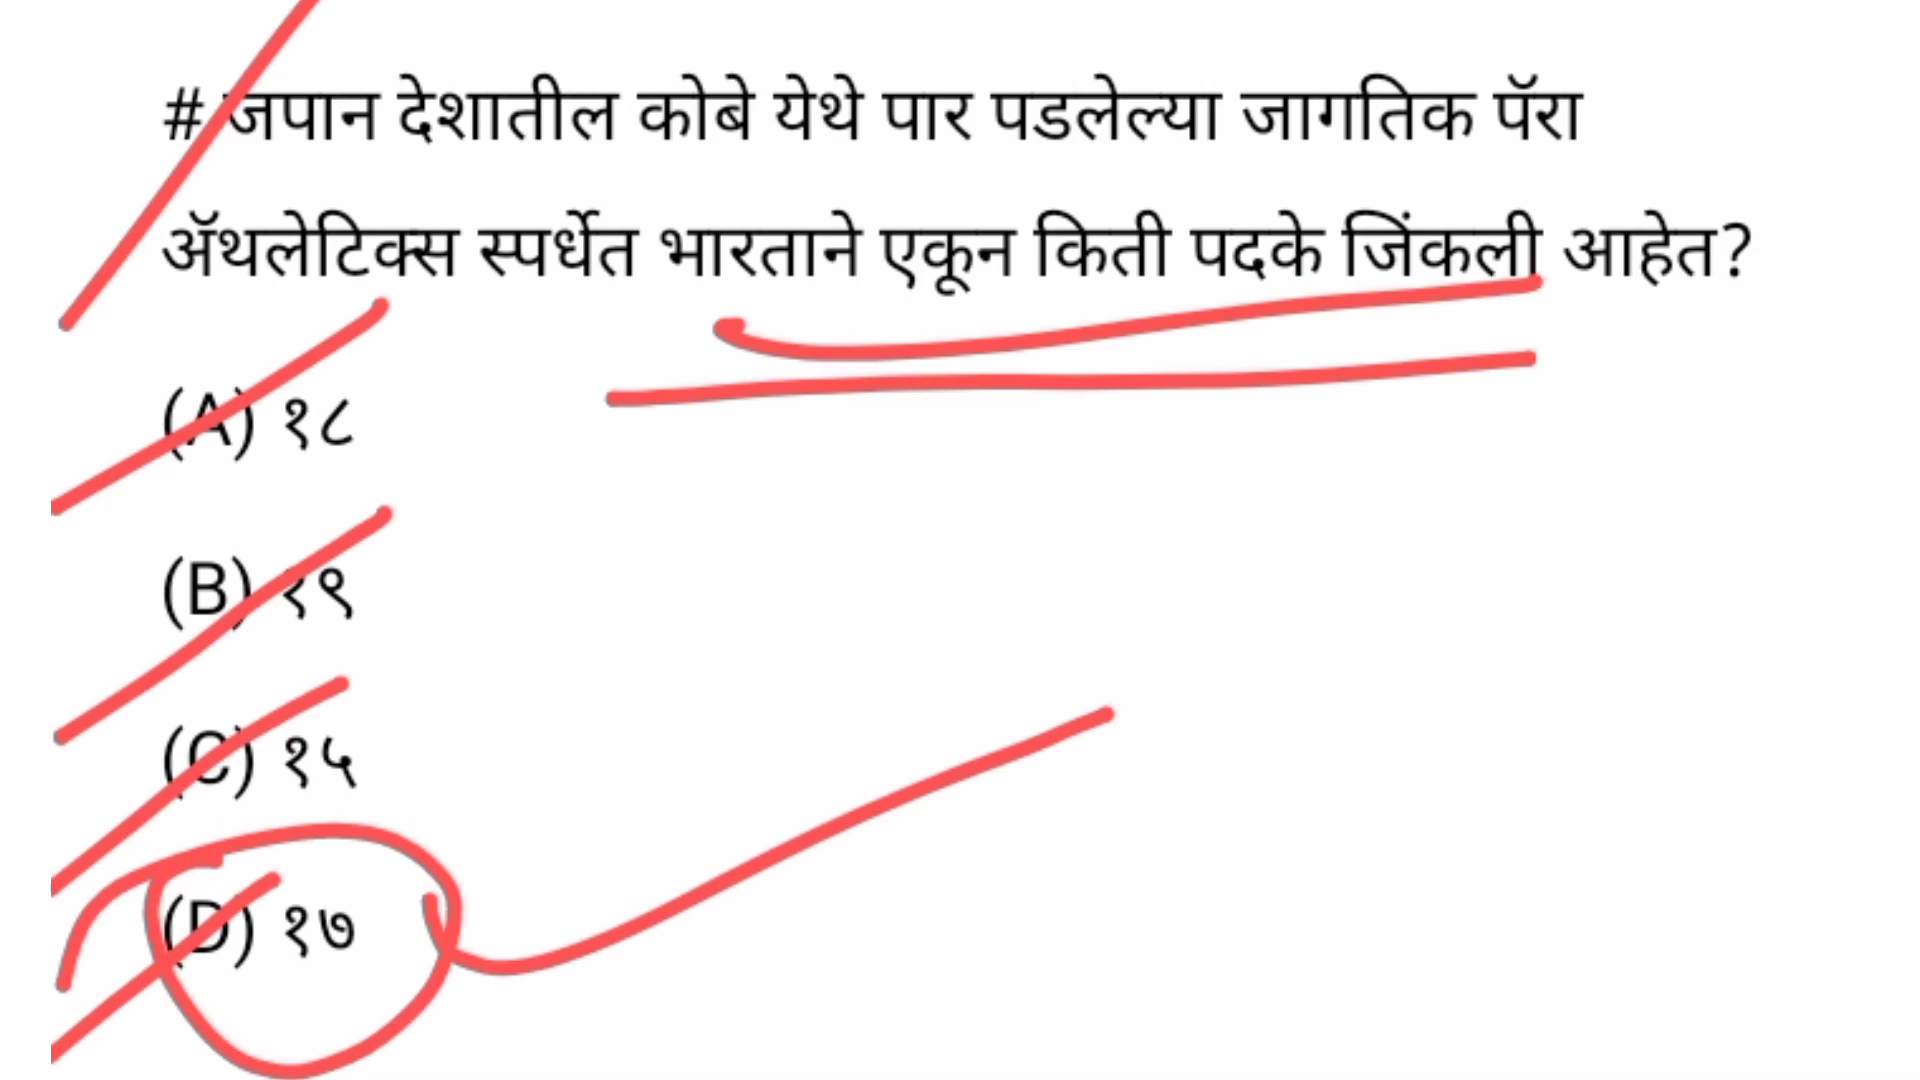 # जपान देशातील कोबे येथे पार पडलेल्या जागतिक पॅरा
ॲथलेटिक्स स्पर्धेत भारताने एकून किती पदके जिंकली आहेत?
(A) १८
(B) १९
(C) १५
(D) १७